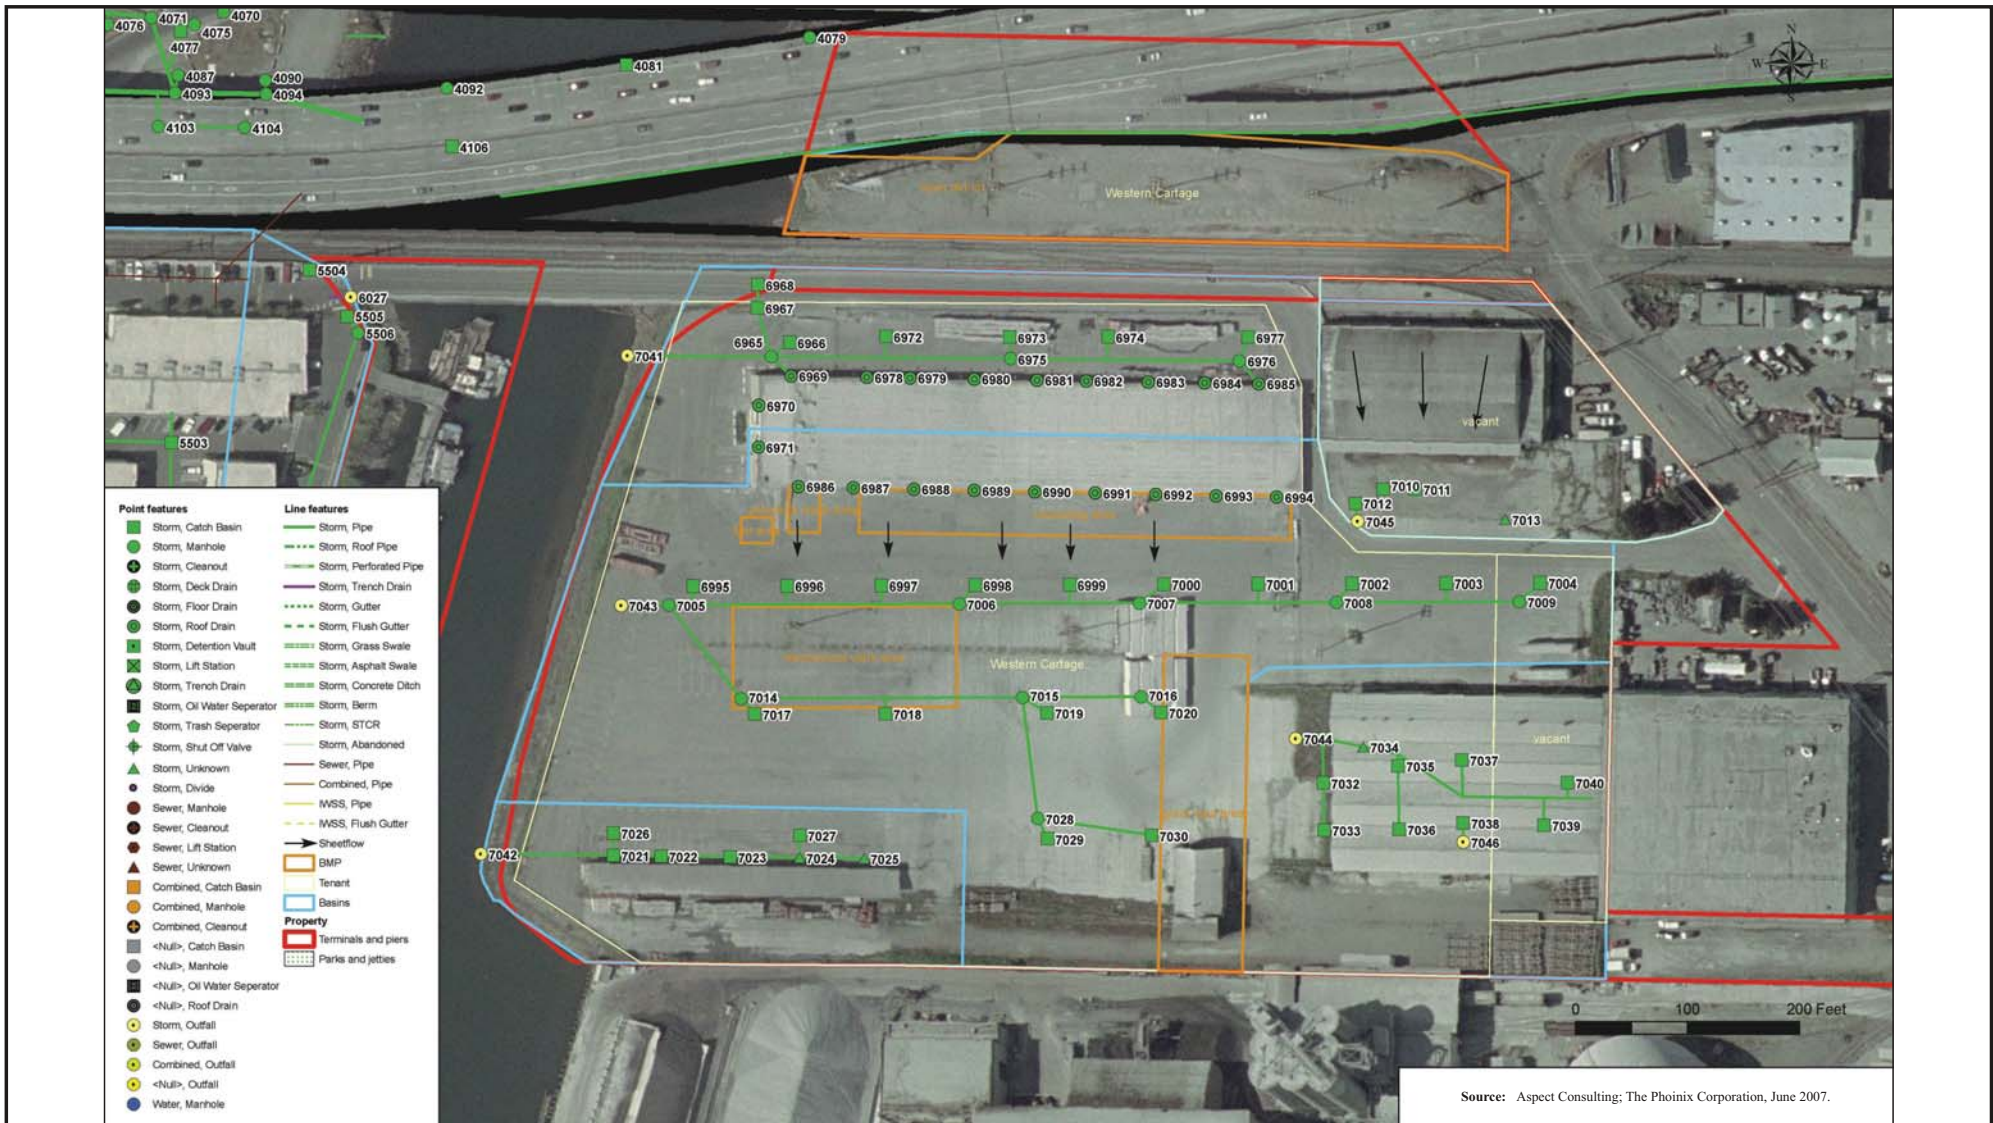 4076
4071
4070
4075
4077
4087
4090
4093
4094
4103
4104
4092
4106
4081
4079
N
W
E
S
Western Cartage
5504
6027
5505
5506
5503
6968
6967
6965
6966
6972
6973
6974
6977
7041
6975
6976
6969
6978
6979
6980
6981
6982
6983
6984
6985
6970
6971
vacant
6986
6987
6988
6989
6990
6991
6992
6993
6994
7010
7011
7012
7045
7013
6995
6996
6997
6998
6999
7000
7001
7002
7003
7004
7043
7005
7006
7007
7008
7009
Western Cartage
7014
7015
7016
7017
7018
7019
7020
7044
7034
vacant
7035
7037
7032
7040
7028
7026
7027
7029
7030
7033
7036
7038
7039
7046
7042
7021
7022
7023
7024
7025
Point features
Storm, Catch Basin
Storm, Manhole
Storm, Cleanout
Storm, Deck Drain
Storm, Floor Drain
Storm, Roof Drain
Storm, Detention Vault
Storm, Lift Station
Storm, Trench Drain
Storm, Oil Water Seperator
Storm, Trash Seperator
Storm, Shut Off Valve
Storm, Unknown
Storm, Divide
Sewer, Manhole
Sewer, Cleanout
Sewer, Lift Station
Sewer, Unknown
Combined, Catch Basin
Combined, Manhole
Combined, Cleanout
<Null>, Catch Basin
<Null>, Manhole
<Null>, Oil Water Seperator
<Null>, Roof Drain
Storm, Outfall
Sewer, Outfall
Combined, Outfall
<Null>, Outfall
Water, Manhole
Line features
Storm, Pipe
Storm, Roof Pipe
Storm, Perforated Pipe
Storm, Trench Drain
Storm, Gutter
Storm, Flush Gutter
Storm, Grass Swale
Storm, Asphalt Swale
Storm, Concrete Ditch
Storm, Berm
Storm, STCR
Storm, Abandoned
Sewer, Pipe
Combined, Pipe
IWSS, Pipe
IWSS, Flush Gutter
Sheetflow
BMP
Tenant
Basins
Property
Terminals and piers
Parks and jetties
0 100 200 Feet
Source: Aspect Consulting; The Phoinix Corporation, June 2007.